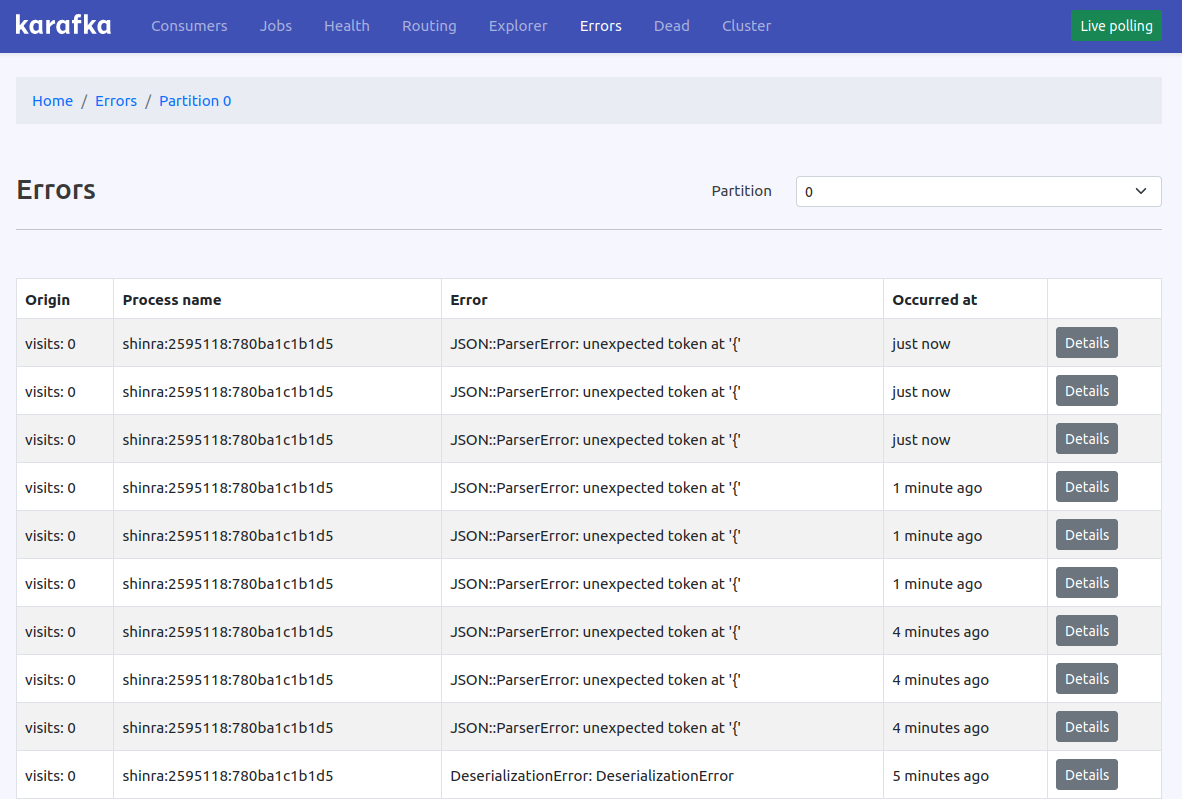 karafka Consumers Jobs Health Routing Explorer Errors Dead Cluster Live polling
Home / Errors / Partition 0
Errors Partition 0
Origin Process name Error Occurred at
visits: 0 shinra:2595118:780ba1c1b1d5 JSON::ParserError: unexpected token at '{' just now Details
visits: 0 shinra:2595118:780ba1c1b1d5 JSON::ParserError: unexpected token at '{' just now Details
visits: 0 shinra:2595118:780ba1c1b1d5 JSON::ParserError: unexpected token at '{' just now Details
visits: 0 shinra:2595118:780ba1c1b1d5 JSON::ParserError: unexpected token at '{' 1 minute ago Details
visits: 0 shinra:2595118:780ba1c1b1d5 JSON::ParserError: unexpected token at '{' 1 minute ago Details
visits: 0 shinra:2595118:780ba1c1b1d5 JSON::ParserError: unexpected token at '{' 1 minute ago Details
visits: 0 shinra:2595118:780ba1c1b1d5 JSON::ParserError: unexpected token at '{' 4 minutes ago Details
visits: 0 shinra:2595118:780ba1c1b1d5 JSON::ParserError: unexpected token at '{' 4 minutes ago Details
visits: 0 shinra:2595118:780ba1c1b1d5 JSON::ParserError: unexpected token at '{' 4 minutes ago Details
visits: 0 shinra:2595118:780ba1c1b1d5 DeserializationError: DeserializationError 5 minutes ago Details